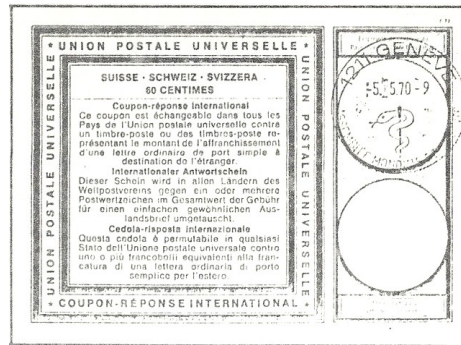 ★ UNION POSTALE UNIVERSELLE ★
UNION POSTALE UNIVERSELLE
UNION POSTALE UNIVERSELLE
SUISSE · SCHWEIZ · SVIZZERA
60 CENTIMES
Coupon-réponse international
Ce coupon est échangeable dans tous les
Pays de l'Union postale universelle contre
un timbre-poste ou des timbres-poste re-
présentant le montant de l'affranchissement
d'une lettre ordinaire de port simple à
destination de l'étranger.
Internationaler Antwortschein
Dieser Schein wird in allen Ländern des
Weltpostvereins gegen ein oder mehrere
Postwertzeichen im Gesamtwert der Gebühr
für einen einfachen gewöhnlichen Aus-
landsbrief umgetauscht.
Cedola-risposta internazionale
Questa cedola è permutabile in qualsiasi
Stato dell'Unione postale universale contro
uno o più francobolli equivalenti alla fran-
catura di una lettera ordinaria di porto
semplice per l'estero.
★ COUPON-RÉPONSE INTERNATIONAL ★
1211 GENÈVE
-5. 5.70 - 9